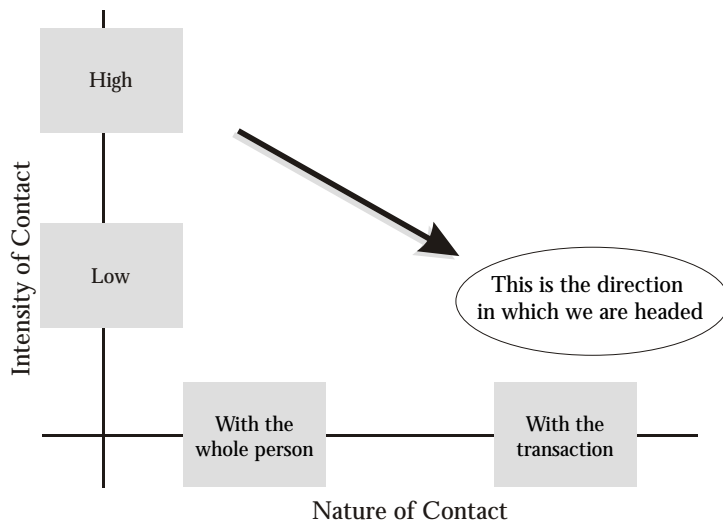 High
Intensity of Contact
Low
This is the direction
in which we are headed
With the
whole person
With the
transaction
Nature of Contact